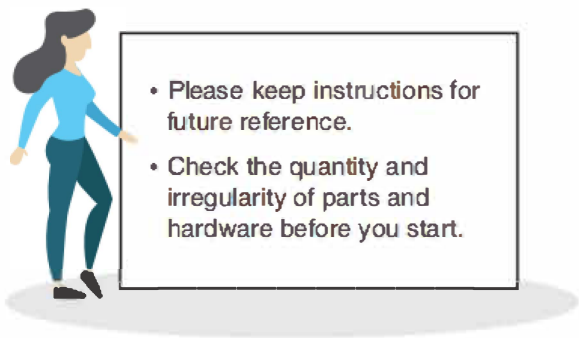 • Please keep instructions for
future reference.
• Check the quantity and
irregularity of parts and
hardware before you start.